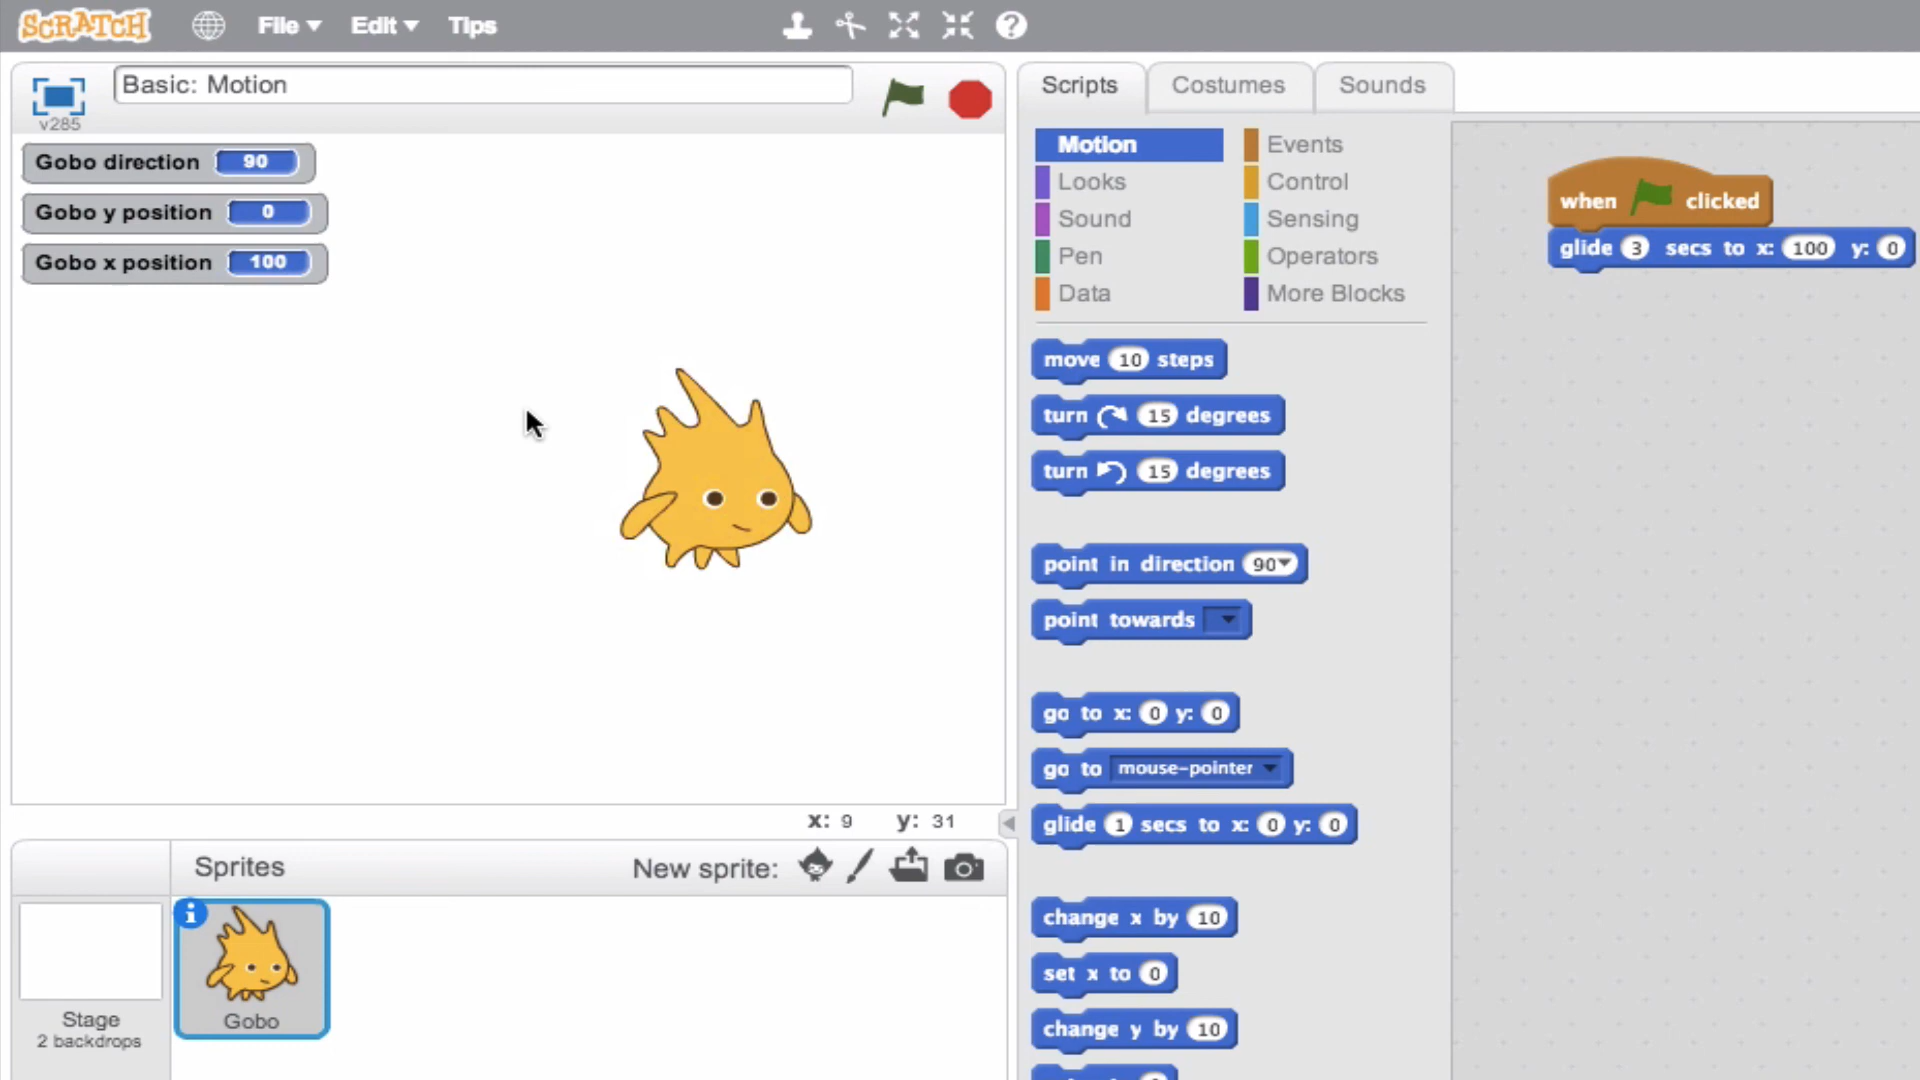 SCRATCH File Edit Tips
Basic: Motion
v285
Gobo direction 90
Gobo y position 0
Gobo x position 100
x: 9 y: 31
Sprites New sprite:
Stage
2 backdrops
Gobo
Scripts Costumes Sounds
Motion Events
Looks Control
Sound Sensing
Pen Operators
Data More Blocks
move 10 steps
turn 15 degrees
turn 15 degrees
point in direction 90
point towards
go to x: 0 y: 0
go to mouse-pointer
glide 1 secs to x: 0 y: 0
change x by 10
set x to 0
change y by 10
when clicked
glide 3 secs to x: 100 y: 0